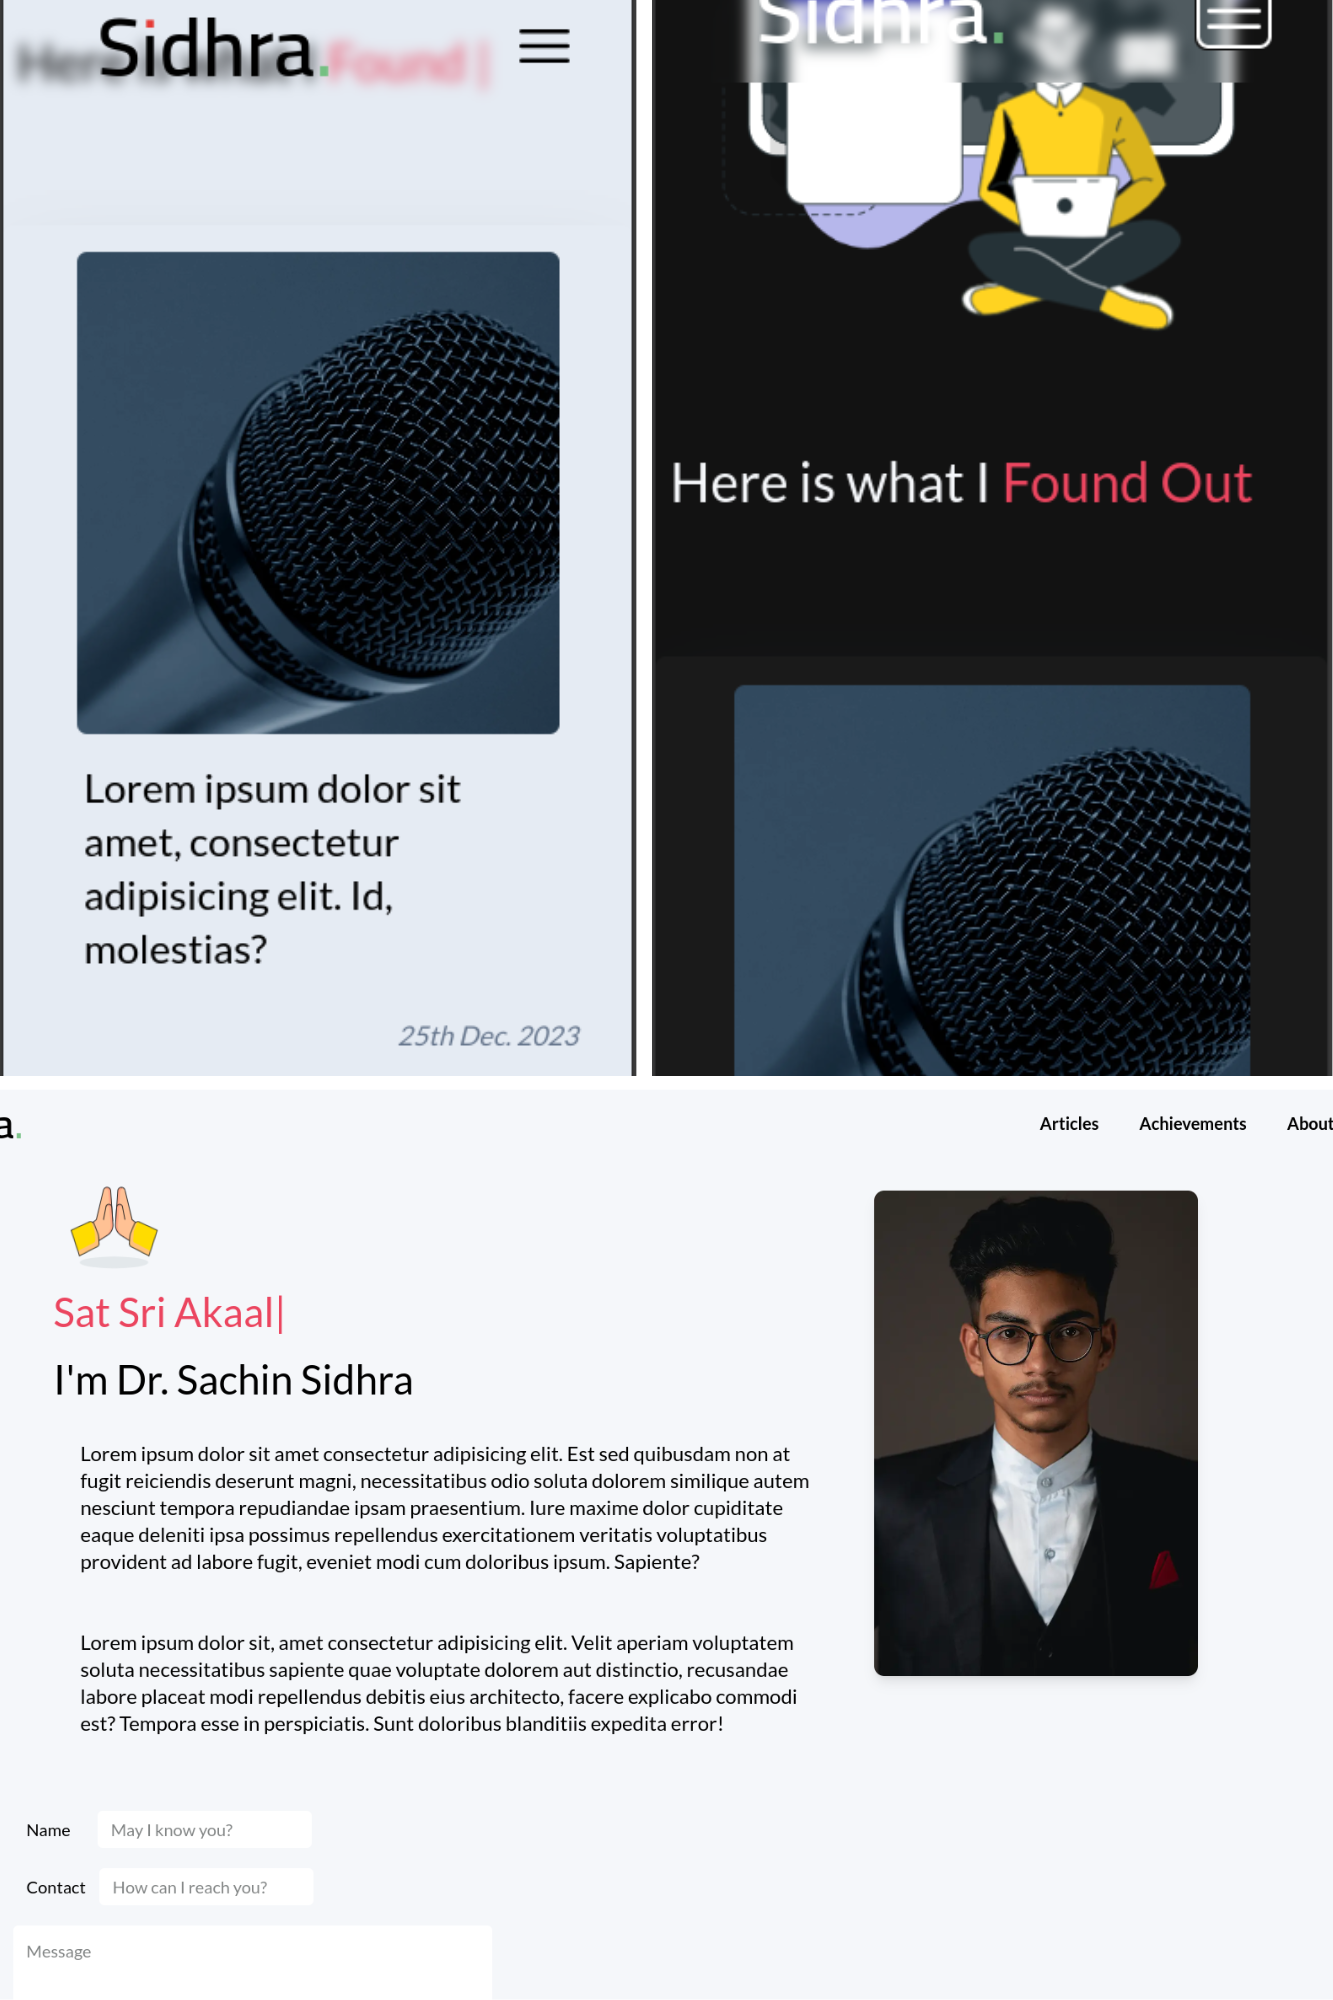 Sidhra.
Found |
Lorem ipsum dolor sit
amet, consectetur
adipisicing elit. Id,
molestias?
25th Dec. 2023
Sidhra.
Here is what I Found Out
a.
Articles Achievements About
Sat Sri Akaal|
I'm Dr. Sachin Sidhra
Lorem ipsum dolor sit amet consectetur adipisicing elit. Est sed quibusdam non at
fugit reiciendis deserunt magni, necessitatibus odio soluta dolorem similique autem
nesciunt tempora repudiandae ipsam praesentium. Iure maxime dolor cupiditate
eaque deleniti ipsa possimus repellendus exercitationem veritatis voluptatibus
provident ad labore fugit, eveniet modi cum doloribus ipsum. Sapiente?
Lorem ipsum dolor sit, amet consectetur adipisicing elit. Velit aperiam voluptatem
soluta necessitatibus sapiente quae voluptate dolorem aut distinctio, recusandae
labore placeat modi repellendus debitis eius architecto, facere explicabo commodi
est? Tempora esse in perspiciatis. Sunt doloribus blanditiis expedita error!
Name May I know you?
Contact How can I reach you?
Message